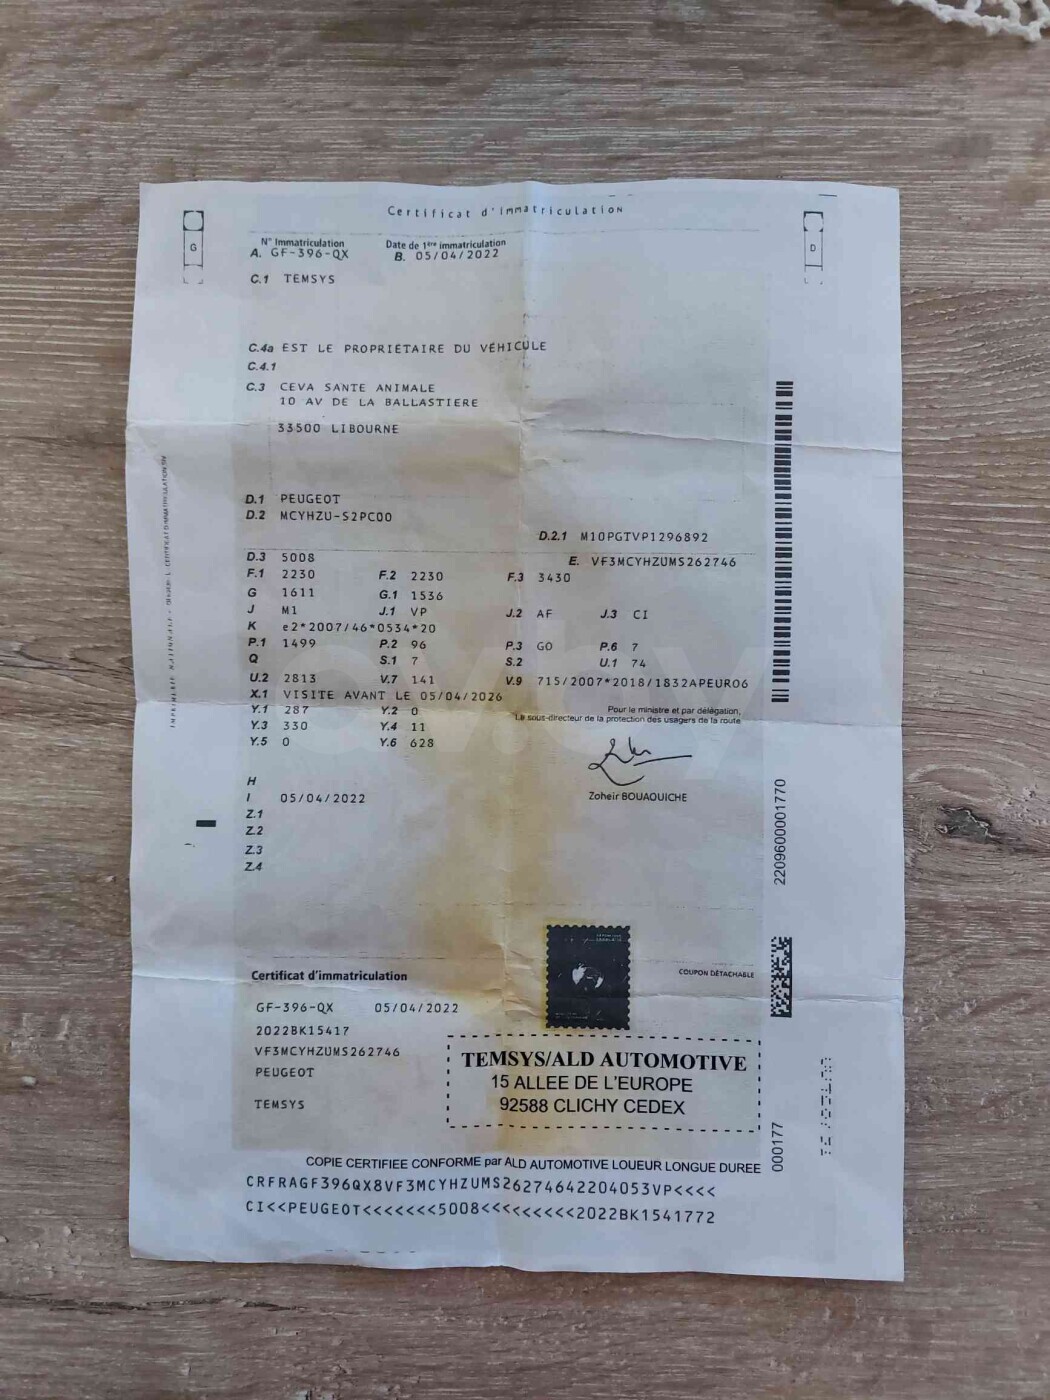 Certificat d'immatriculation
G
D
N° Immatriculation
Date de 1ère immatriculation
A. GF-396-QX
B. 05/04/2022
C.1 TEMSYS
C.4a EST LE PROPRIÉTAIRE DU VÉHICULE
C.4.1
C.3 CEVA SANTE ANIMALE
10 AV DE LA BALLASTIERE
33500 LIBOURNE
D.1 PEUGEOT
D.2 MCYHZU-S2PC00
D.2.1 M10PGTVP1296892
D.3 5008
E. VF3MCYHZUMS262746
F.1 2230 F.2 2230 F.3 3430
G 1611 G.1 1536
J M1 J.1 VP J.2 AF J.3 CI
K e2*2007/46*0534*20
P.1 1499 P.2 96 P.3 GO P.6 7
Q S.1 7 S.2 U.1 74
U.2 2813 V.7 141 V.9 715/2007*2018/1832APEURO6
X.1 VISITE AVANT LE 05/04/2026
Y.1 287 Y.2 0
Y.3 330 Y.4 11
Y.5 0 Y.6 628
Pour le ministre et par délégation,
Le sous-directeur de la protection des usagers de la route
Zoheir BOUAOUICHE
H
I 05/04/2022
Z.1
Z.2
Z.3
Z.4
2209600001770
Certificat d'immatriculation
COUPON DÉTACHABLE
GF-396-QX 05/04/2022
2022BK15417
VF3MCYHZUMS262746
PEUGEOT
TEMSYS
TEMSYS/ALD AUTOMOTIVE
15 ALLEE DE L'EUROPE
92588 CLICHY CEDEX
000177
COPIE CERTIFIEE CONFORME par ALD AUTOMOTIVE LOUEUR LONGUE DUREE
CRFRAGF396QX8VF3MCYHZUMS26274642204053VP<<<<
CI<<PEUGEOT<<<<<<<5008<<<<<<<<<2022BK1541772